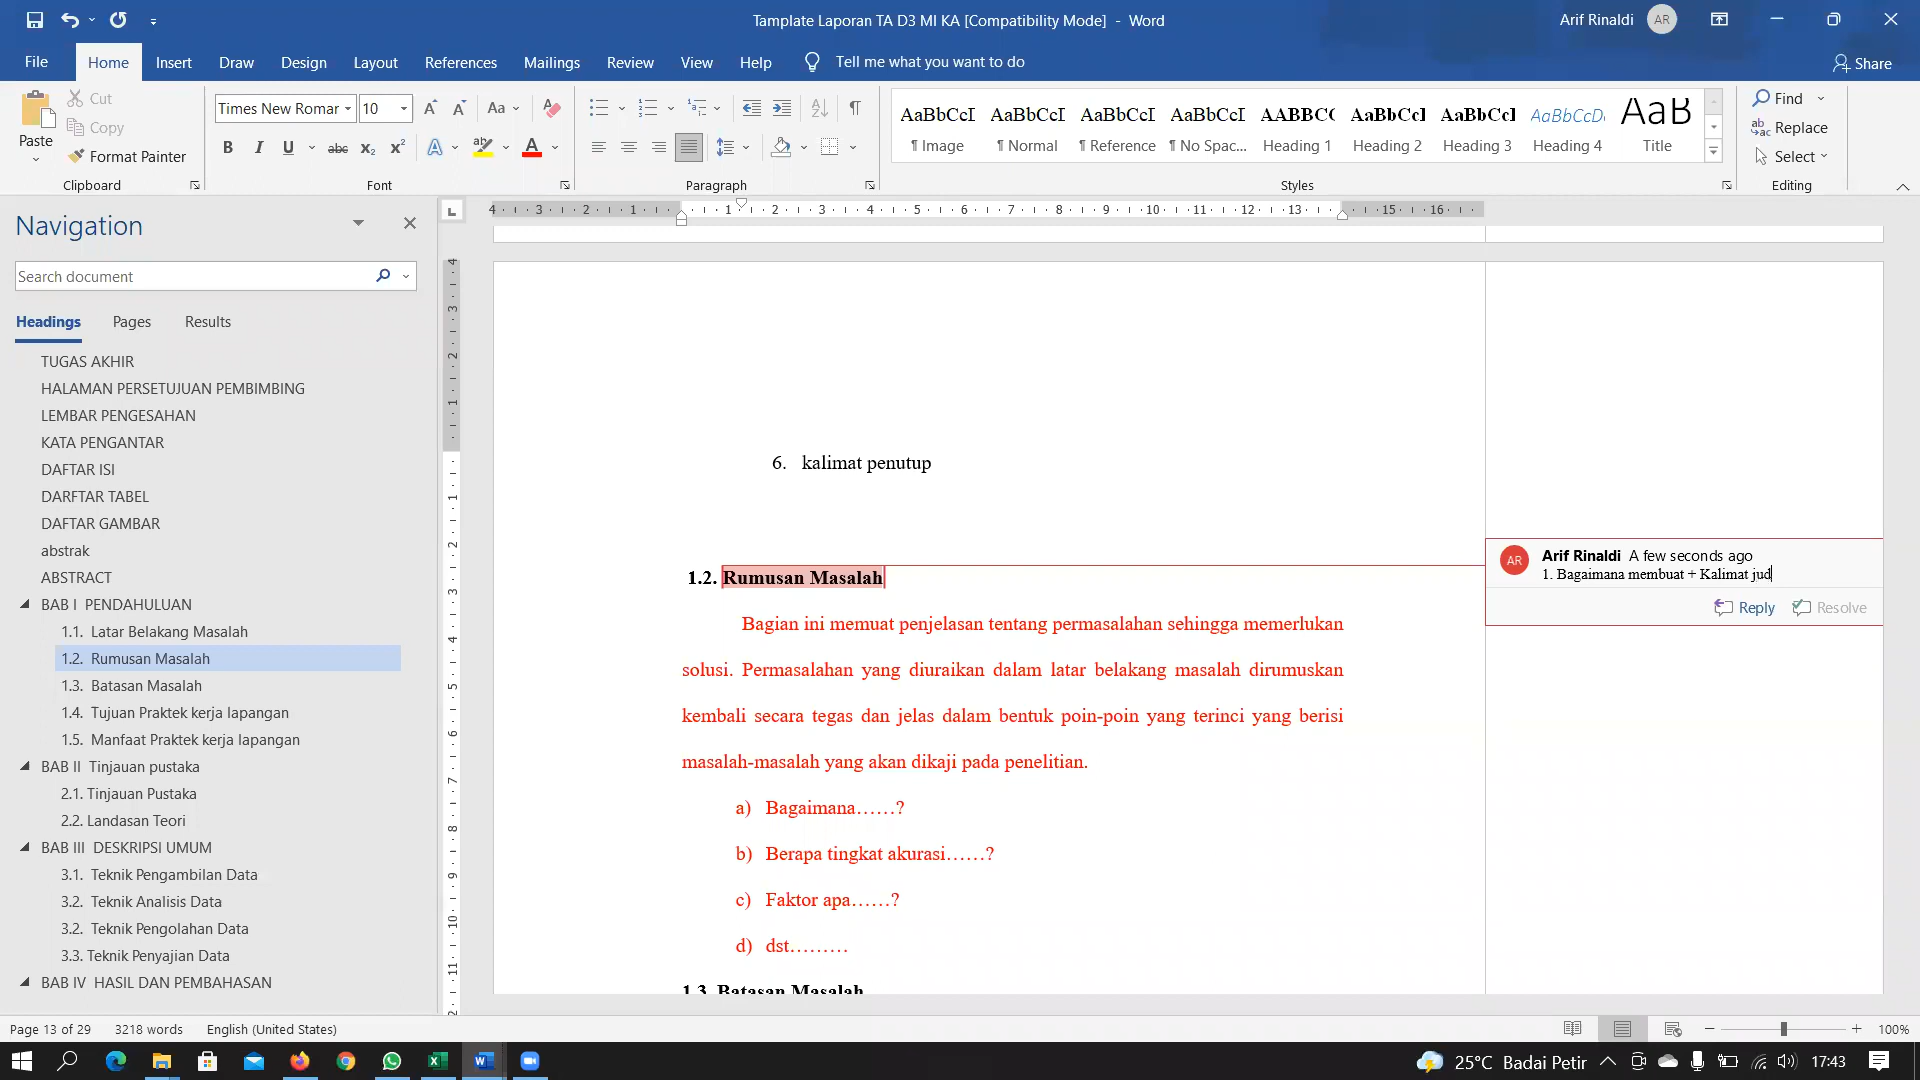 Tamplate Laporan TA D3 MI KA [Compatibility Mode] - Word
Arif Rinaldi
AR
File
Home
Insert
Draw
Design
Layout
References
Mailings
Review
View
Help
Tell me what you want to do
Share
Paste
Cut
Copy
Format Painter
Clipboard
Times New Romar
10
Font
Paragraph
AaBbCcI
¶ Image
AaBbCcI
¶ Normal
AaBbCcI
¶ Reference
AaBbCcI
¶ No Spac...
AABBC(
Heading 1
AaBbCcI
Heading 2
AaBbCcI
Heading 3
AaBbCcD
Heading 4
AaB
Title
Styles
Find
Replace
Select
Editing
Navigation
Search document
Headings
Pages
Results
TUGAS AKHIR
HALAMAN PERSETUJUAN PEMBIMBING
LEMBAR PENGESAHAN
KATA PENGANTAR
DAFTAR ISI
DARFTAR TABEL
DAFTAR GAMBAR
abstrak
ABSTRACT
BAB I PENDAHULUAN
1.1. Latar Belakang Masalah
1.2. Rumusan Masalah
1.3. Batasan Masalah
1.4. Tujuan Praktek kerja lapangan
1.5. Manfaat Praktek kerja lapangan
BAB II Tinjauan pustaka
2.1. Tinjauan Pustaka
2.2. Landasan Teori
BAB III DESKRIPSI UMUM
3.1. Teknik Pengambilan Data
3.2. Teknik Analisis Data
3.2. Teknik Pengolahan Data
3.3. Teknik Penyajian Data
BAB IV HASIL DAN PEMBAHASAN
6. kalimat penutup
1.2. Rumusan Masalah
Bagian ini memuat penjelasan tentang permasalahan sehingga memerlukan
solusi. Permasalahan yang diuraikan dalam latar belakang masalah dirumuskan
kembali secara tegas dan jelas dalam bentuk poin-poin yang terinci yang berisi
masalah-masalah yang akan dikaji pada penelitian.
a) Bagaimana……?
b) Berapa tingkat akurasi……?
c) Faktor apa……?
d) dst………
1.3. Batasan Masalah
AR
Arif Rinaldi A few seconds ago
1. Bagaimana membuat + Kalimat jud
Reply
Resolve
Page 13 of 29
3218 words
English (United States)
100%
25°C Badai Petir
17:43